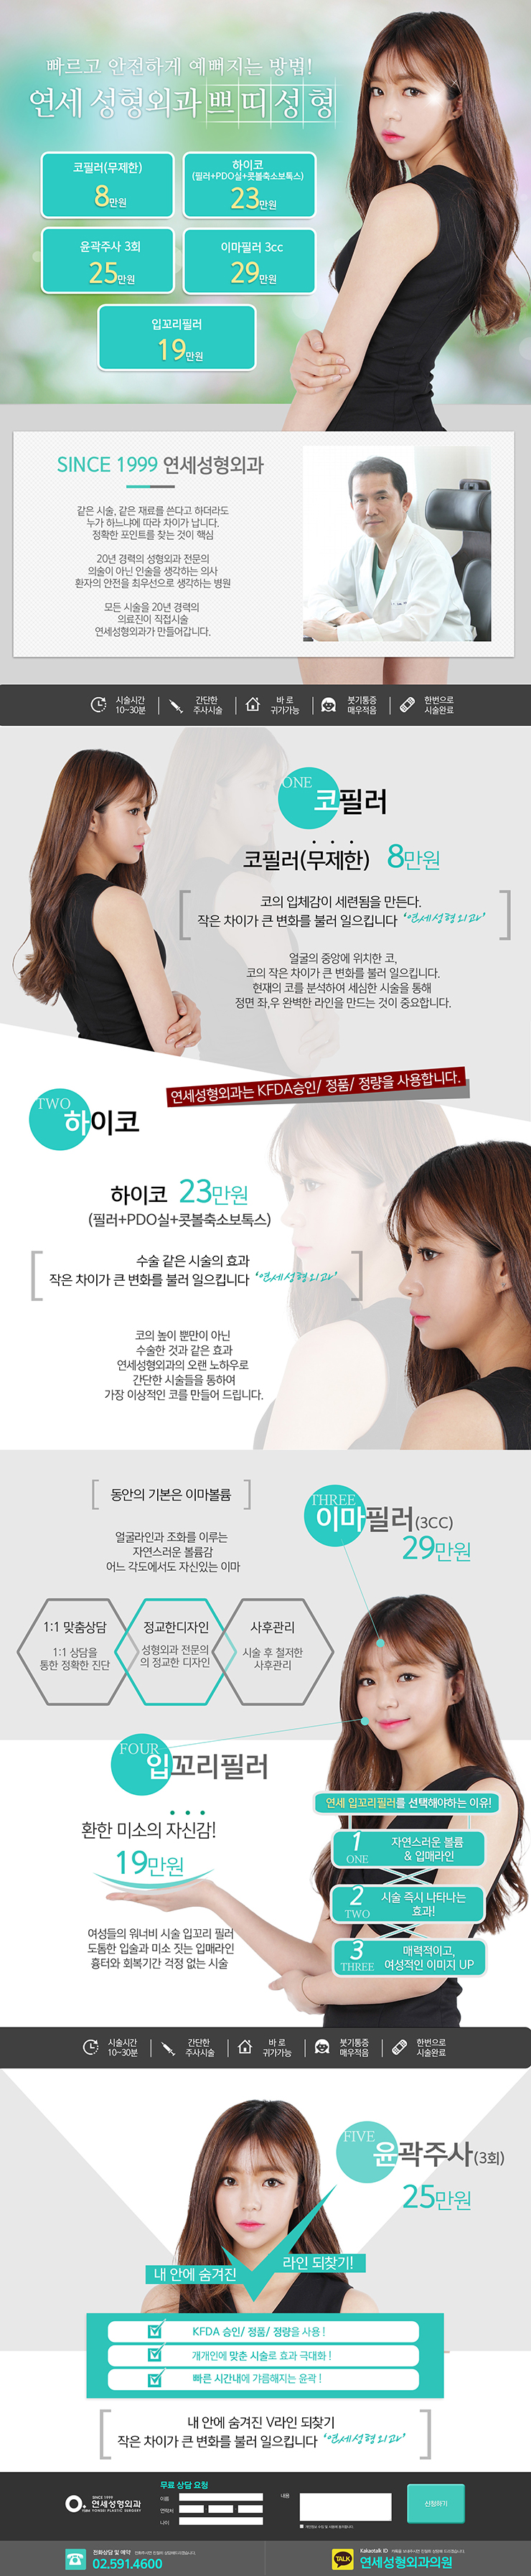 빠르고 안전하게 예뻐지는 방법!
연세 성형외과 쁘띠성형
코필러(무제한)
8만원
하이코
(필러+PDO실+콧볼축소보톡스)
23만원
윤곽주사 3회
25만원
이마필러 3cc
29만원
입꼬리필러
19만원
SINCE 1999 연세성형외과
같은 시술, 같은 재료를 쓴다고 하더라도
누가 하느냐에 따라 차이가 납니다.
정확한 포인트를 찾는 것이 핵심
20년 경력의 성형외과 전문의
의술이 아닌 인술을 생각하는 의사
환자의 안전을 최우선으로 생각하는 병원
모든 시술을 20년 경력의
의료진이 직접시술
연세성형외과가 만들어갑니다.
시술시간
10~30분
간단한
주사시술
바 로
귀가가능
붓기통증
매우적음
한번으로
시술완료
ONE
코필러
코필러(무제한) 8만원
코의 입체감이 세련됨을 만든다.
작은 차이가 큰 변화를 불러 일으킵니다 '연세성형외과'
얼굴의 중앙에 위치한 코,
코의 작은 차이가 큰 변화를 불러 일으킵니다.
현재의 코를 분석하여 세심한 시술을 통해
정면 좌,우 완벽한 라인을 만드는 것이 중요합니다.
연세성형외과는 KFDA승인/ 정품/ 정량을 사용합니다.
TWO
하이코
하이코 23만원
(필러+PDO실+콧볼축소보톡스)
수술 같은 시술의 효과
작은 차이가 큰 변화를 불러 일으킵니다 '연세성형외과'
코의 높이 뿐만이 아닌
수술한 것과 같은 효과
연세성형외과의 오랜 노하우로
간단한 시술들을 통하여
가장 이상적인 코를 만들어 드립니다.
동안의 기본은 이마볼륨
얼굴라인과 조화를 이루는
자연스러운 볼륨감
어느 각도에서도 자신있는 이마
THREE
이마필러(3CC)
29만원
1:1 맞춤상담
1:1 상담을
통한 정확한 진단
정교한디자인
성형외과 전문의
의 정교한 디자인
사후관리
시술 후 철저한
사후관리
FOUR
입꼬리필러
환한 미소의 자신감!
19만원
여성들의 워너비 시술 입꼬리 필러
도톰한 입술과 미소 짓는 입매라인
흉터와 회복기간 걱정 없는 시술
연세 입꼬리필러를 선택해야하는 이유!
1
ONE
자연스러운 볼륨
& 입매라인
2
TWO
시술 즉시 나타나는
효과!
3
THREE
매력적이고,
여성적인 이미지 UP
시술시간
10~30분
간단한
주사시술
바 로
귀가가능
붓기통증
매우적음
한번으로
시술완료
FIVE
윤곽주사(3회)
25만원
내 안에 숨겨진
라인 되찾기!
KFDA 승인/ 정품/ 정량을 사용 !
개개인에 맞춘 시술로 효과 극대화 !
빠른 시간내에 갸름해지는 윤곽 !
내 안에 숨겨진 V라인 되찾기
작은 차이가 큰 변화를 불러 일으킵니다 '연세성형외과'
SINCE 1999
연세성형외과
YONSEI PLASTIC SURGERY
무료 상담 요청
이름
연락처
나이
내용
신청하기
전화상담 및 예약
02.591.4600
TALK
Kakaotalk ID
연세성형외과의원